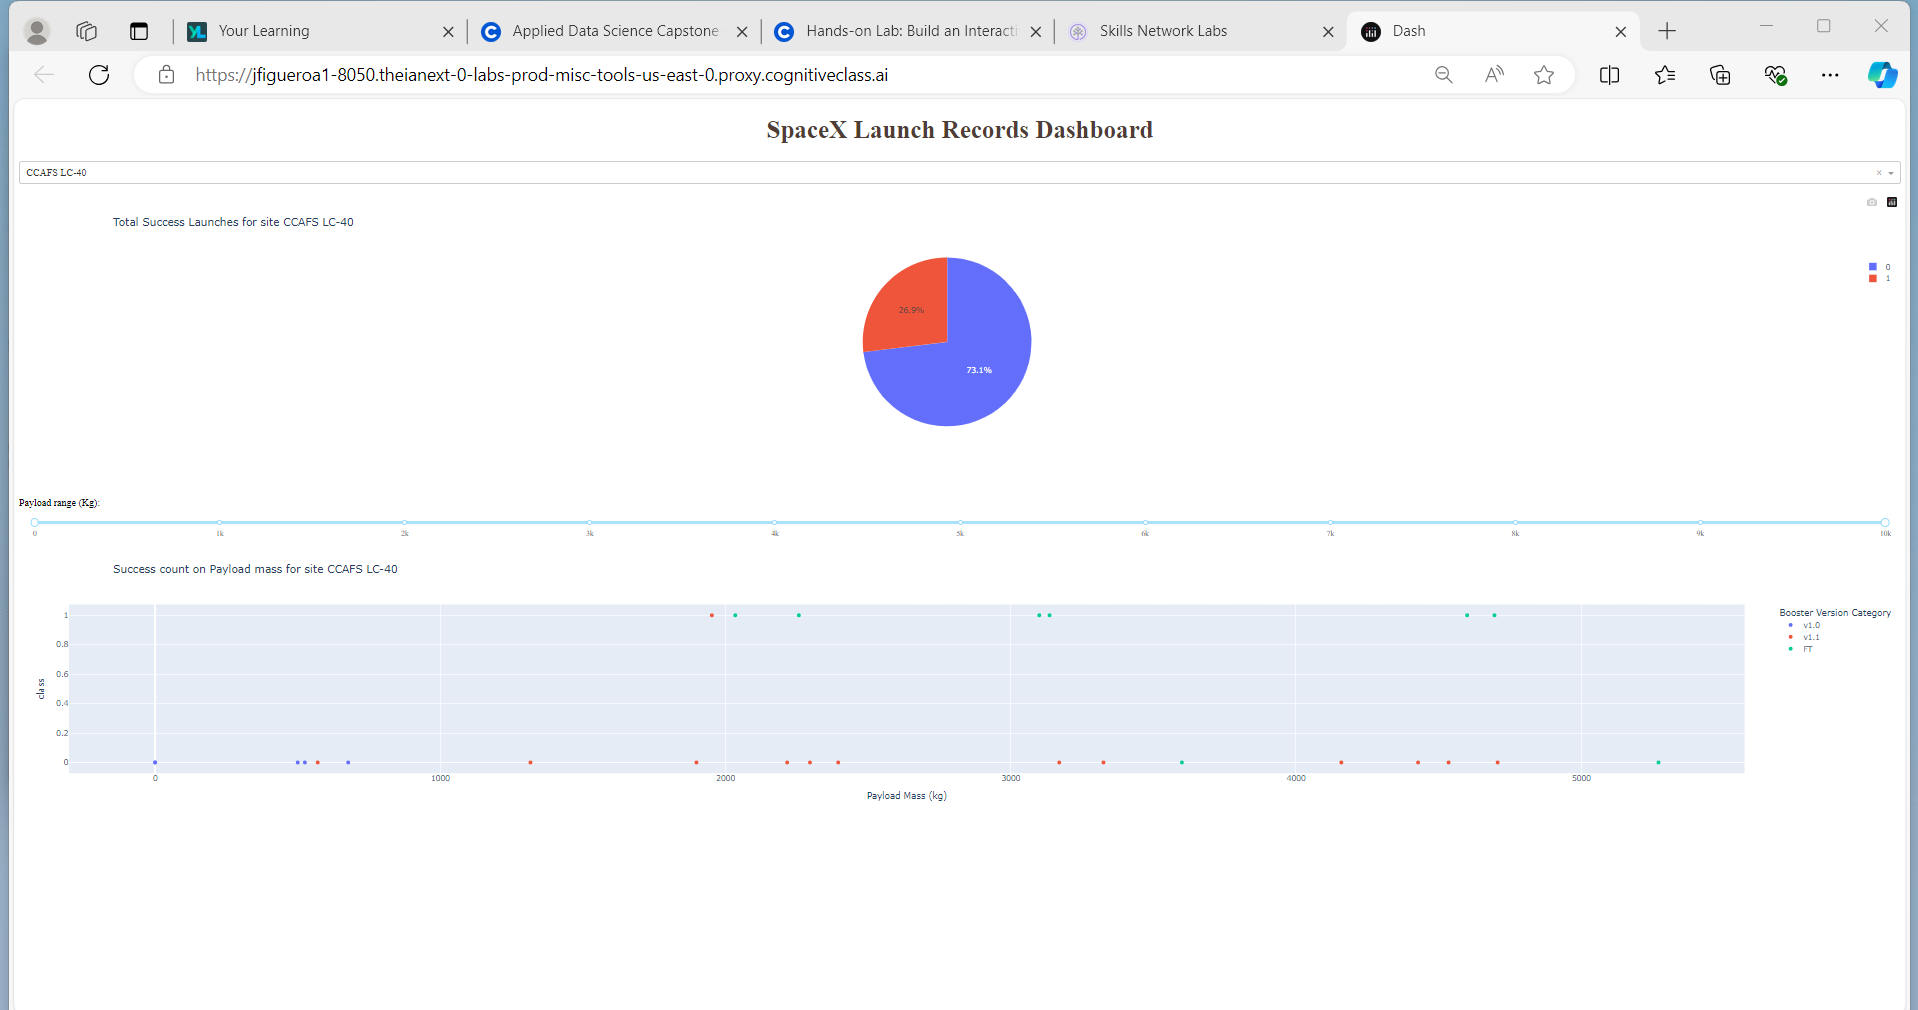 Your Learning
Applied Data Science Capstone
Hands-on Lab: Build an Interacti
Skills Network Labs
Dash
https://jfigueroa1-8050.theianext-0-labs-prod-misc-tools-us-east-0.proxy.cognitiveclass.ai
SpaceX Launch Records Dashboard
CCAFS LC-40
Total Success Launches for site CCAFS LC-40
0
1
26.9%
73.1%
Payload range (Kg):
0 1k 2k 3k 4k 5k 6k 7k 8k 9k 10k
Success count on Payload mass for site CCAFS LC-40
Booster Version Category
v1.0
v1.1
FT
class
1
0.8
0.6
0.4
0.2
0
0 1000 2000 3000 4000 5000
Payload Mass (kg)